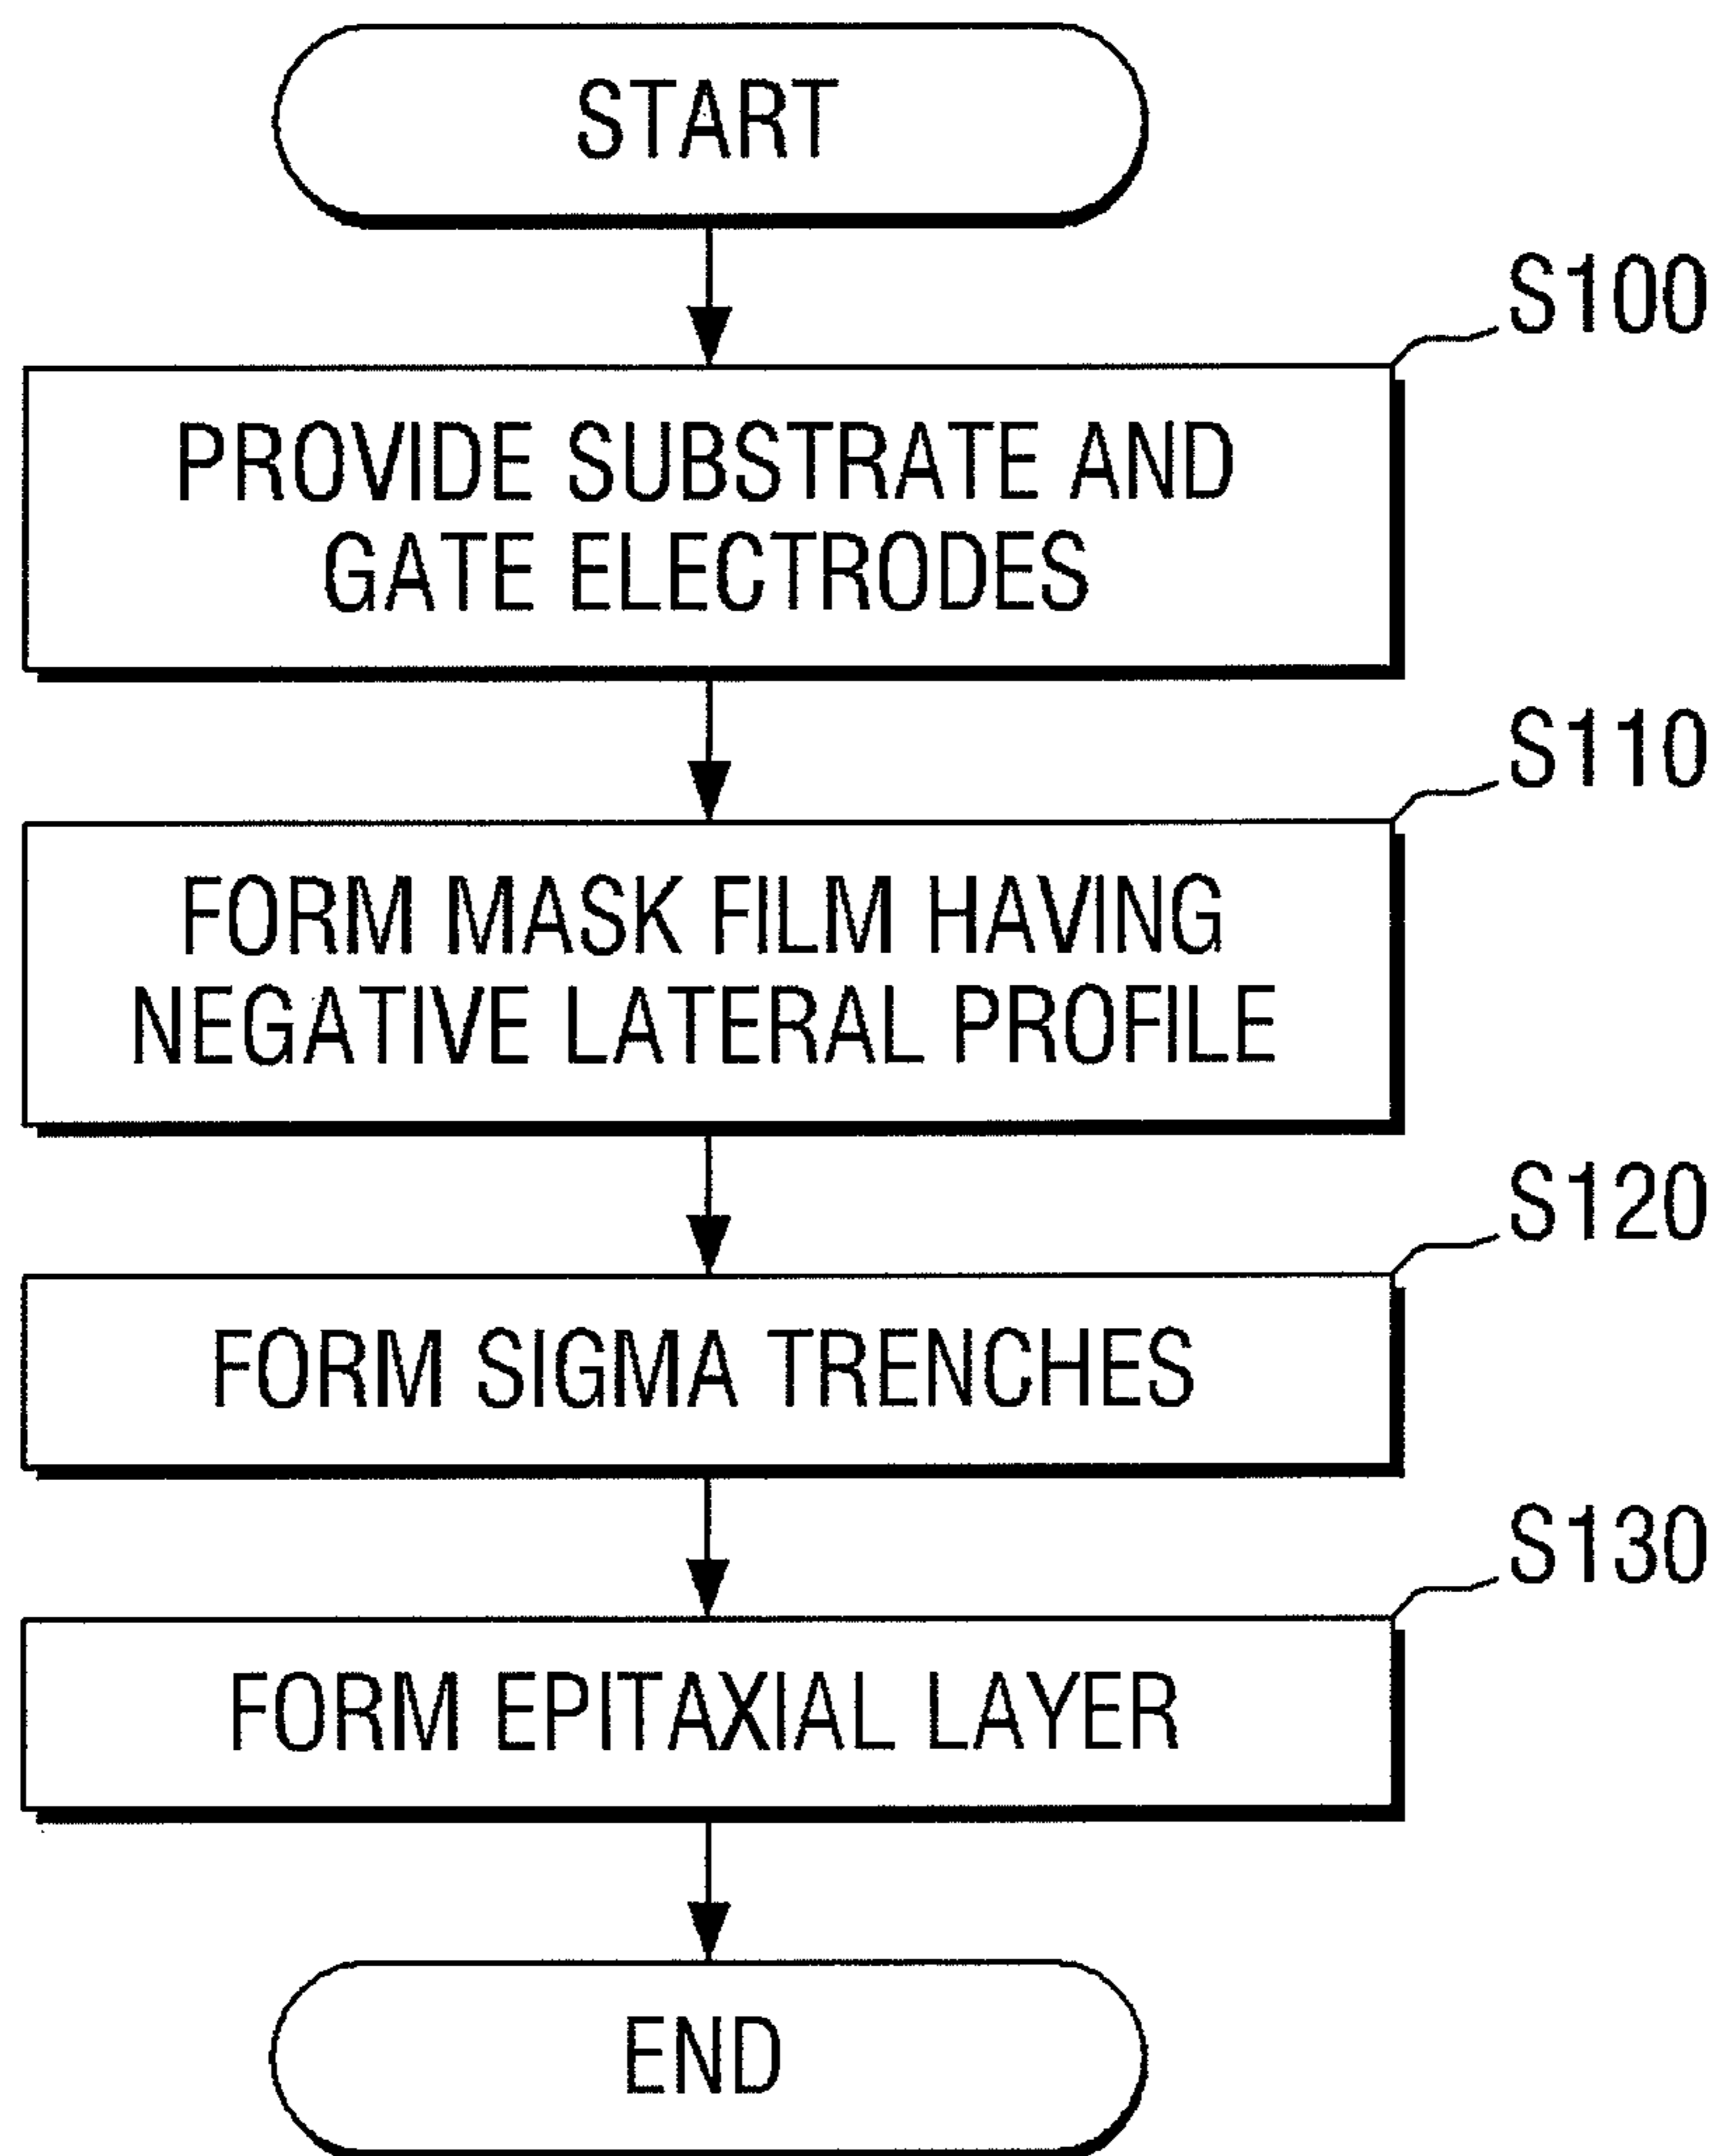 START
S100
PROVIDE SUBSTRATE AND
GATE ELECTRODES
S110
FORM MASK FILM HAVING
NEGATIVE LATERAL PROFILE
S120
FORM SIGMA TRENCHES
S130
FORM EPITAXIAL LAYER
END